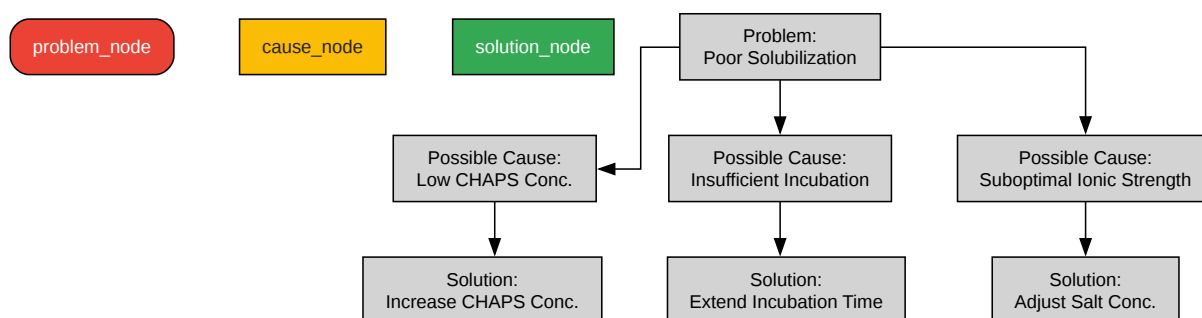 problem_node
cause_node
solution_node
Problem:
Poor Solubilization
Possible Cause:
Low CHAPS Conc.
Possible Cause:
Insufficient Incubation
Possible Cause:
Suboptimal Ionic Strength
Solution:
Increase CHAPS Conc.
Solution:
Extend Incubation Time
Solution:
Adjust Salt Conc.